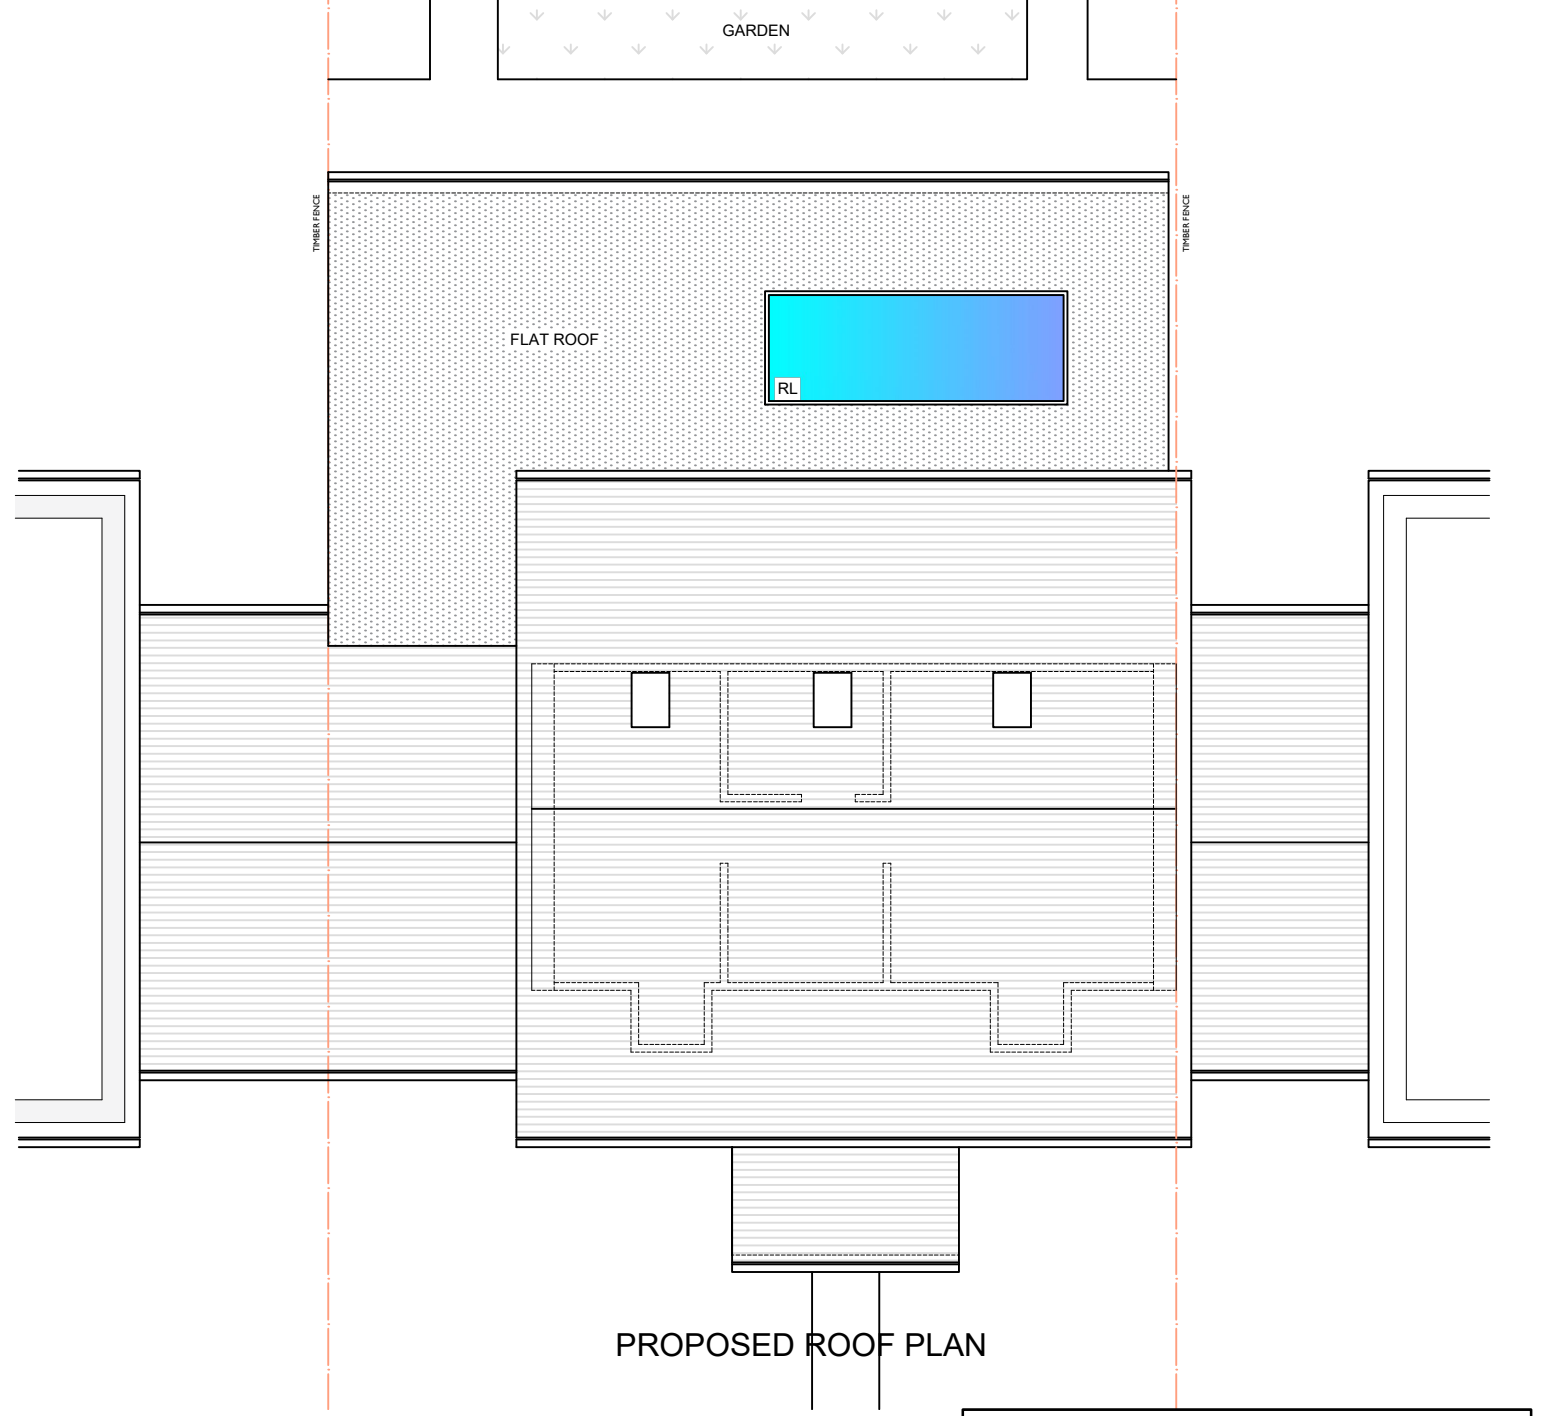 GARDEN
TIMBER FENCE
TIMBER FENCE
FLAT ROOF
RL
PROPOSED ROOF PLAN